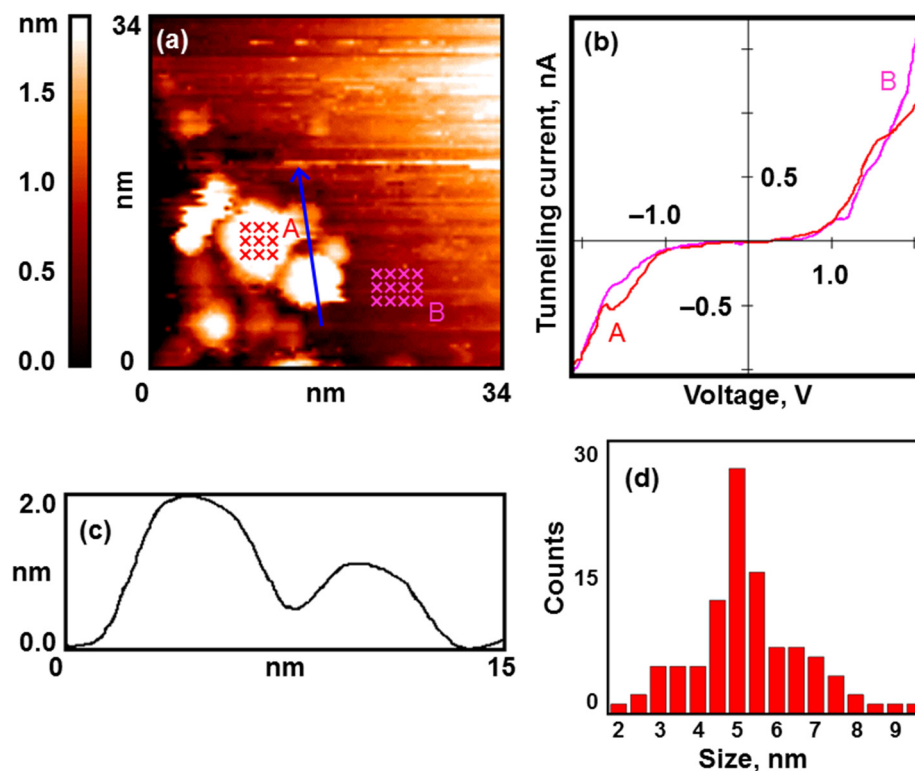 nm
1.5
1.0
0.5
0.0
34
(a)
nm
A
B
0
0
nm
34
(b)
Tunneling current, nA
B
0.5
−1.0
1.0
−0.5
A
Voltage, V
2.0
(c)
nm
0.0
0
nm
15
30
(d)
Counts
15
0
2 3 4 5 6 7 8 9
Size, nm